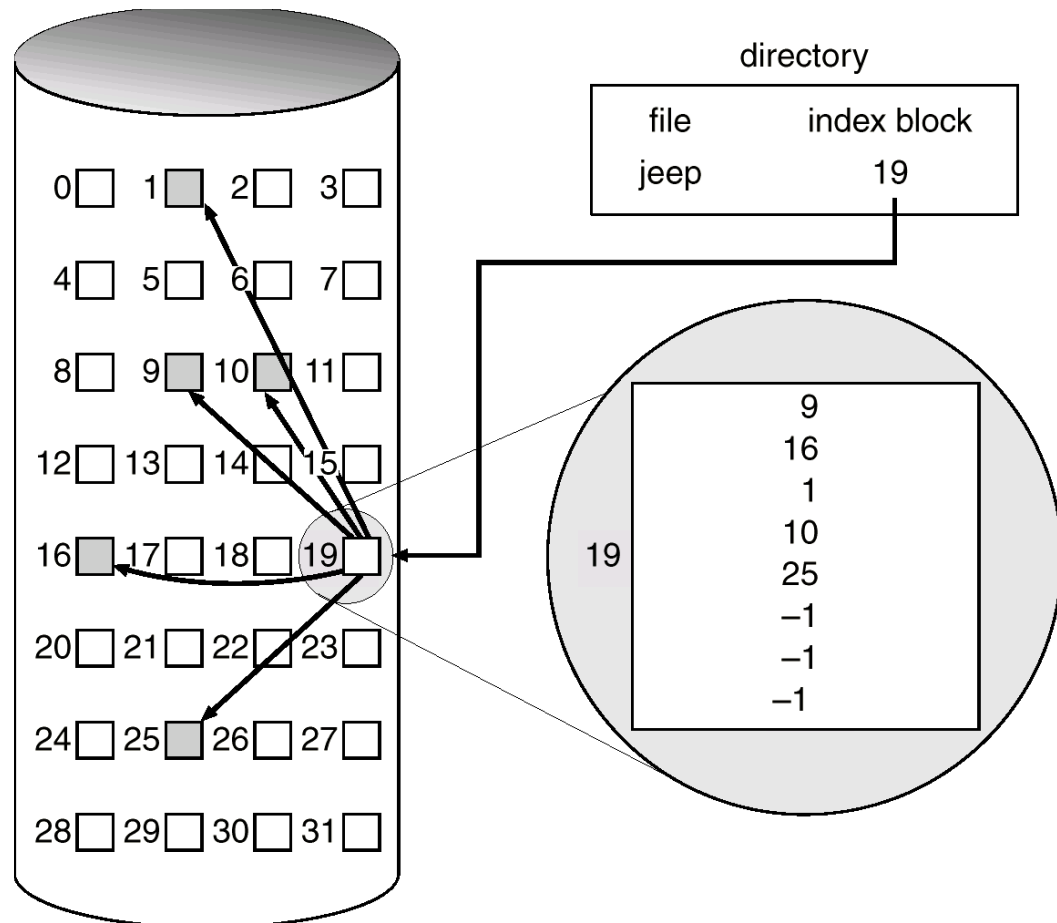 directory
file index block
jeep 19
0 1 2 3
4 5 6 7
8 9 10 11
12 13 14 15
16 17 18 19
20 21 22 23
24 25 26 27
28 29 30 31
19
9
16
1
10
25
–1
–1
–1